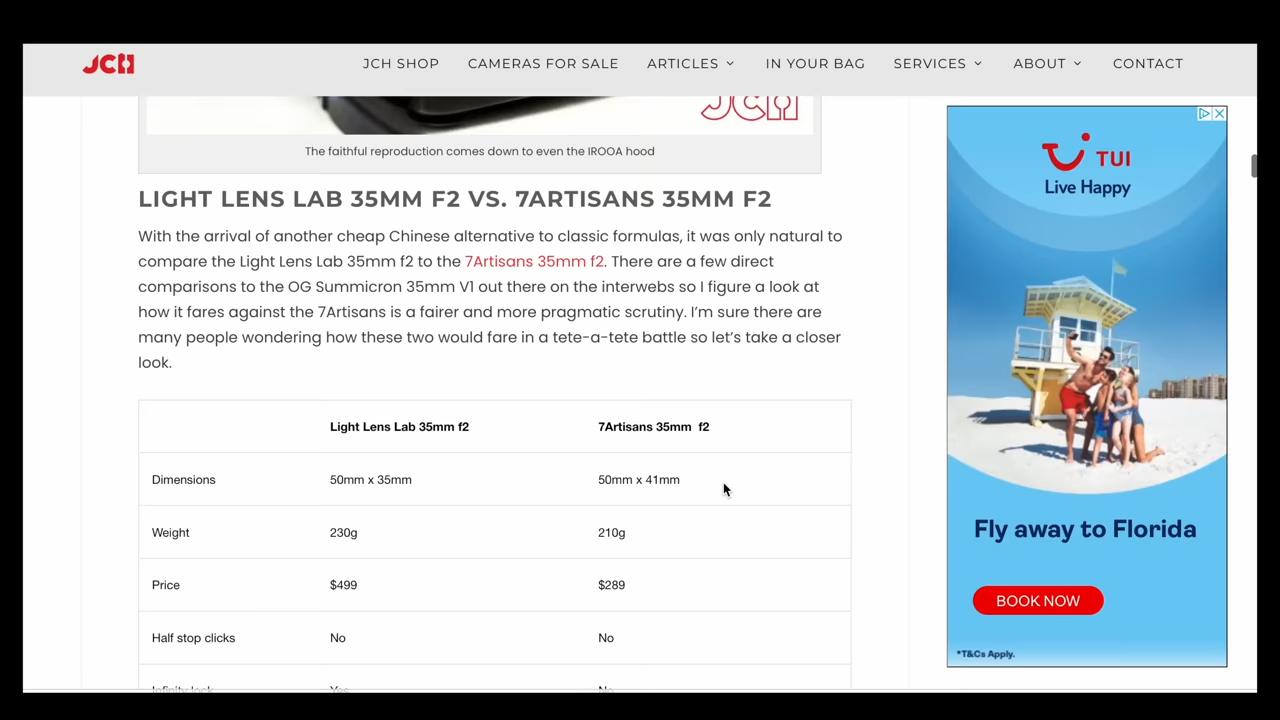 JCH
JCH SHOP
CAMERAS FOR SALE
ARTICLES
IN YOUR BAG
SERVICES
ABOUT
CONTACT
JCH
The faithful reproduction comes down to even the IROOA hood
LIGHT LENS LAB 35MM F2 VS. 7ARTISANS 35MM F2
With the arrival of another cheap Chinese alternative to classic formulas, it was only natural to
compare the Light Lens Lab 35mm f2 to the 7Artisans 35mm f2. There are a few direct
comparisons to the OG Summicron 35mm V1 out there on the interwebs so I figure a look at
how it fares against the 7Artisans is a fairer and more pragmatic scrutiny. I’m sure there are
many people wondering how these two would fare in a tete-a-tete battle so let’s take a closer
look.
Light Lens Lab 35mm f2 7Artisans 35mm f2
Dimensions 50mm x 35mm 50mm x 41mm
Weight 230g 210g
Price $499 $289
Half stop clicks No No
Infinity lock Yes No
TUI
Live Happy
Fly away to Florida
BOOK NOW
*T&Cs Apply.